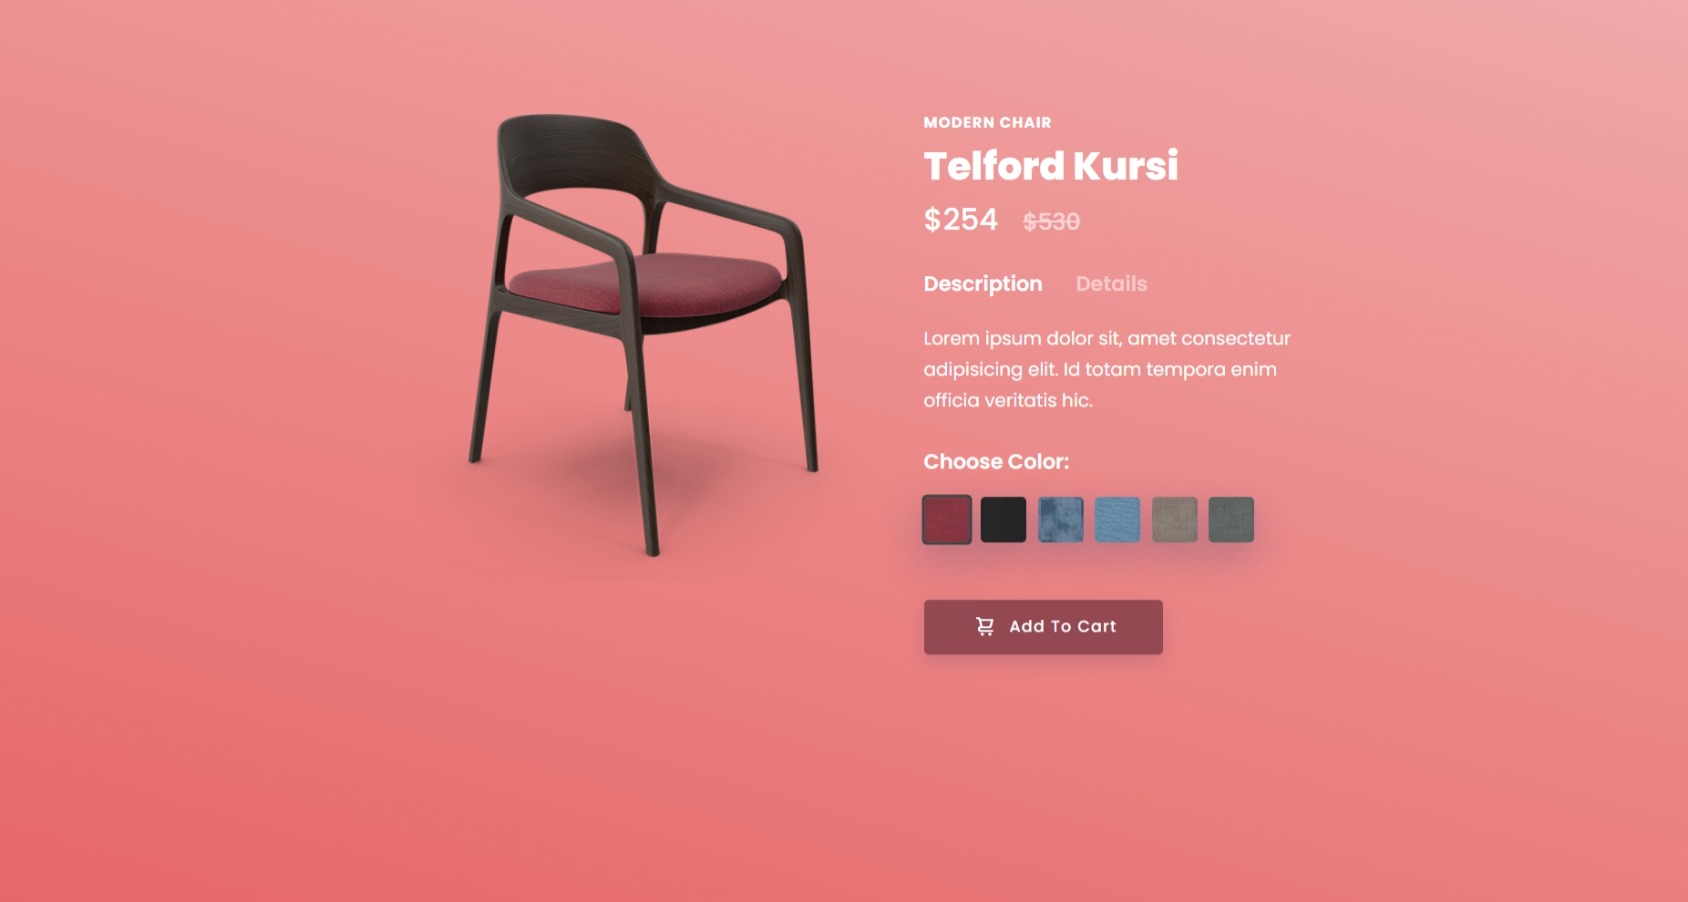 MODERN CHAIR
Telford Kursi
$254 $530
Description Details
Lorem ipsum dolor sit, amet consectetur
adipisicing elit. Id totam tempora enim
officia veritatis hic.
Choose Color:
Add To Cart